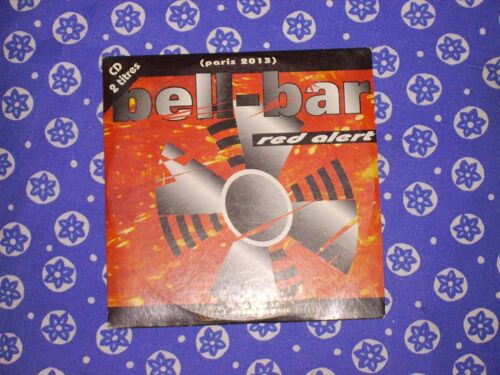 CD
2 titres
(paris 2013)
bell-bar
red alert